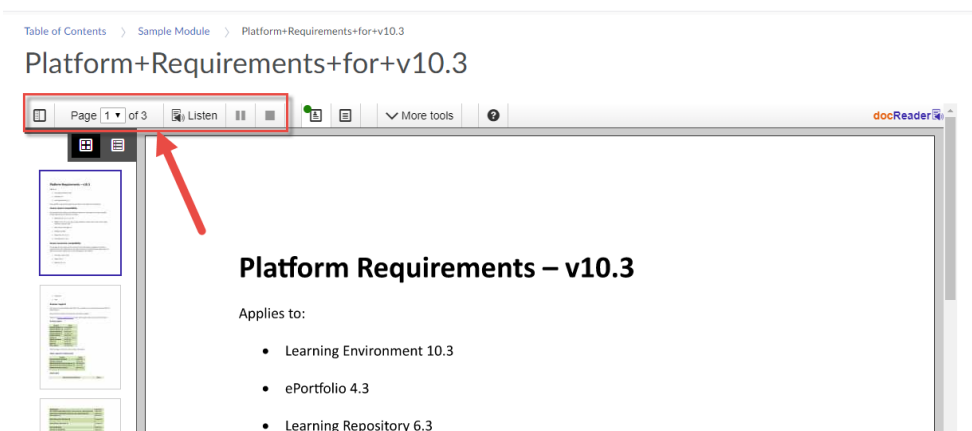 Table of Contents > Sample Module > Platform+Requirements+for+v10.3
Platform+Requirements+for+v10.3
Page 1 of 3 Listen More tools ? docReader
Platform Requirements – v10.3
Applies to:
• Learning Environment 10.3
• ePortfolio 4.3
• Learning Repository 6.3